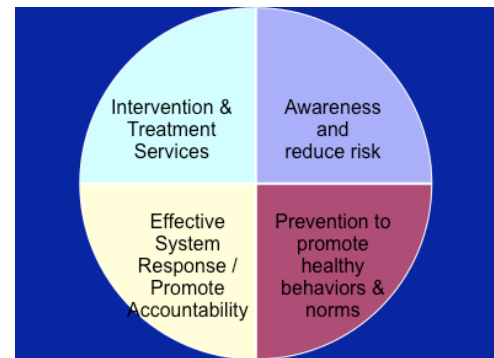 Intervention &
Treatment
Services
Awareness
and
reduce risk
Effective
System
Response /
Promote
Accountability
Prevention to
promote
healthy
behaviors &
norms